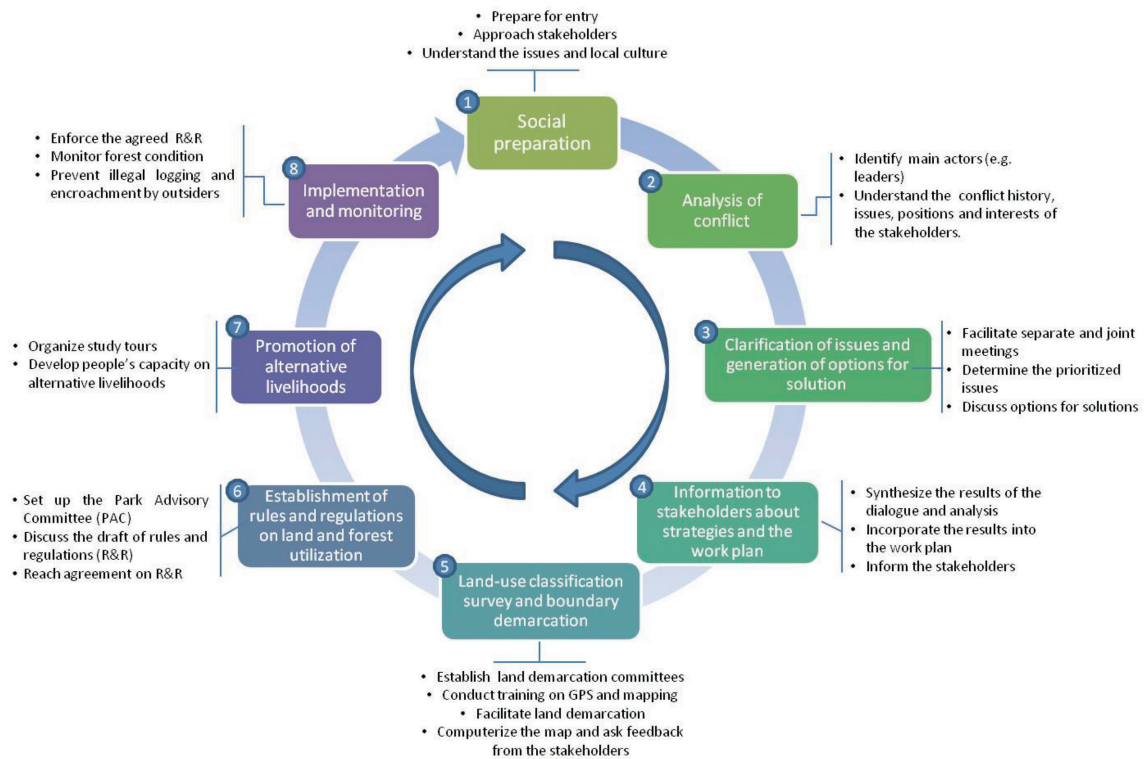 • Prepare for entry
• Approach stakeholders
• Understand the issues and local culture
1
Social
preparation
2
Analysis of
conflict
• Identify main actors (e.g.
leaders)
• Understand the conflict history,
issues, positions and interests of
the stakeholders.
3
Clarification of issues and
generation of options for
solution
• Facilitate separate and joint
meetings
• Determine the prioritized
issues
• Discuss options for solutions
4
Information to
stakeholders about
strategies and the
work plan
• Synthesize the results of the
dialogue and analysis
• Incorporate the results into
the work plan
• Inform the stakeholders
5
Land-use classification
survey and boundary
demarcation
• Establish land demarcation committees
• Conduct training on GPS and mapping
• Facilitate land demarcation
• Computerize the map and ask feedback
from the stakeholders
6
Establishment of
rules and regulations
on land and forest
utilization
• Set up the Park Advisory
Committee (PAC)
• Discuss the draft of rules and
regulations (R&R)
• Reach agreement on R&R
7
Promotion of
alternative
livelihoods
• Organize study tours
• Develop people's capacity on
alternative livelihoods
8
Implementation
and monitoring
• Enforce the agreed R&R
• Monitor forest condition
• Prevent illegal logging and
encroachment by outsiders